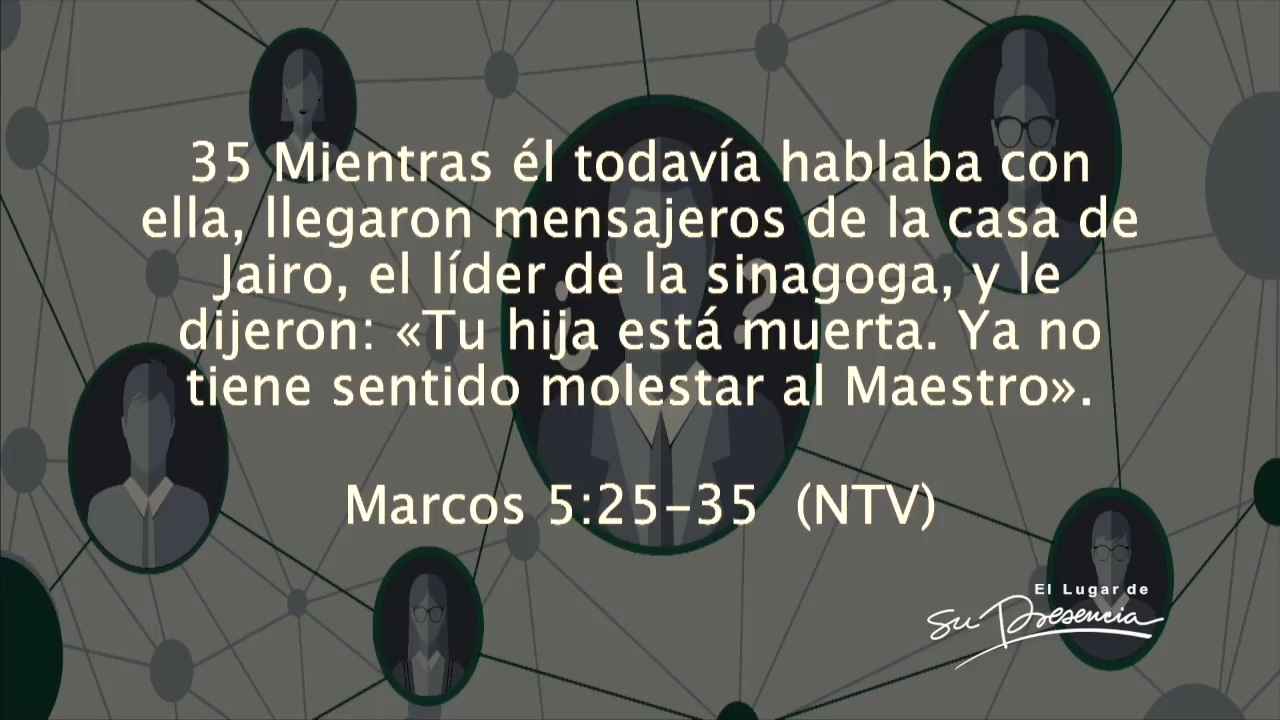 35 Mientras él todavía hablaba con
ella, llegaron mensajeros de la casa de
Jairo, el líder de la sinagoga, y le
dijeron: «Tu hija está muerta. Ya no
tiene sentido molestar al Maestro».
Marcos 5:25-35 (NTV)
¿ ?
El Lugar de
Su Presencia